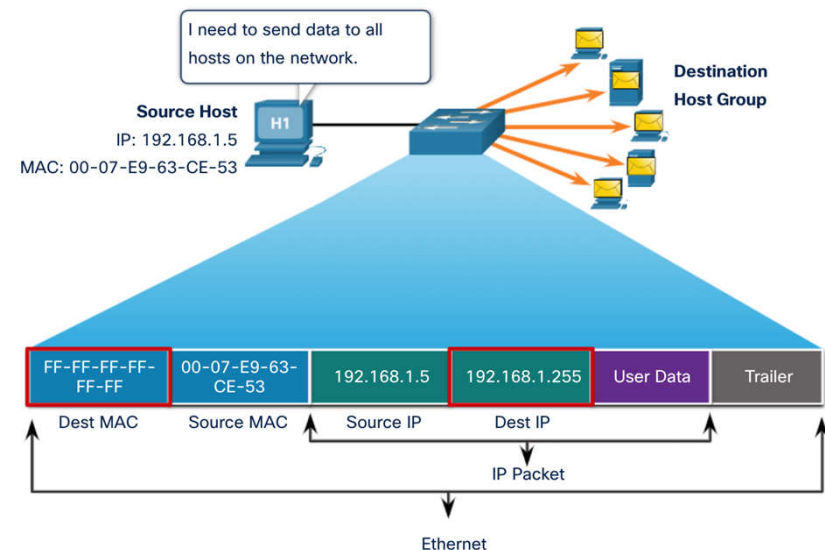 I need to send data to all
hosts on the network.
Destination
Host Group
Source Host
H1
IP: 192.168.1.5
MAC: 00-07-E9-63-CE-53
FF-FF-FF-FF-
FF-FF
00-07-E9-63-
CE-53
192.168.1.5
192.168.1.255
User Data
Trailer
Dest MAC
Source MAC
Source IP
Dest IP
IP Packet
Ethernet